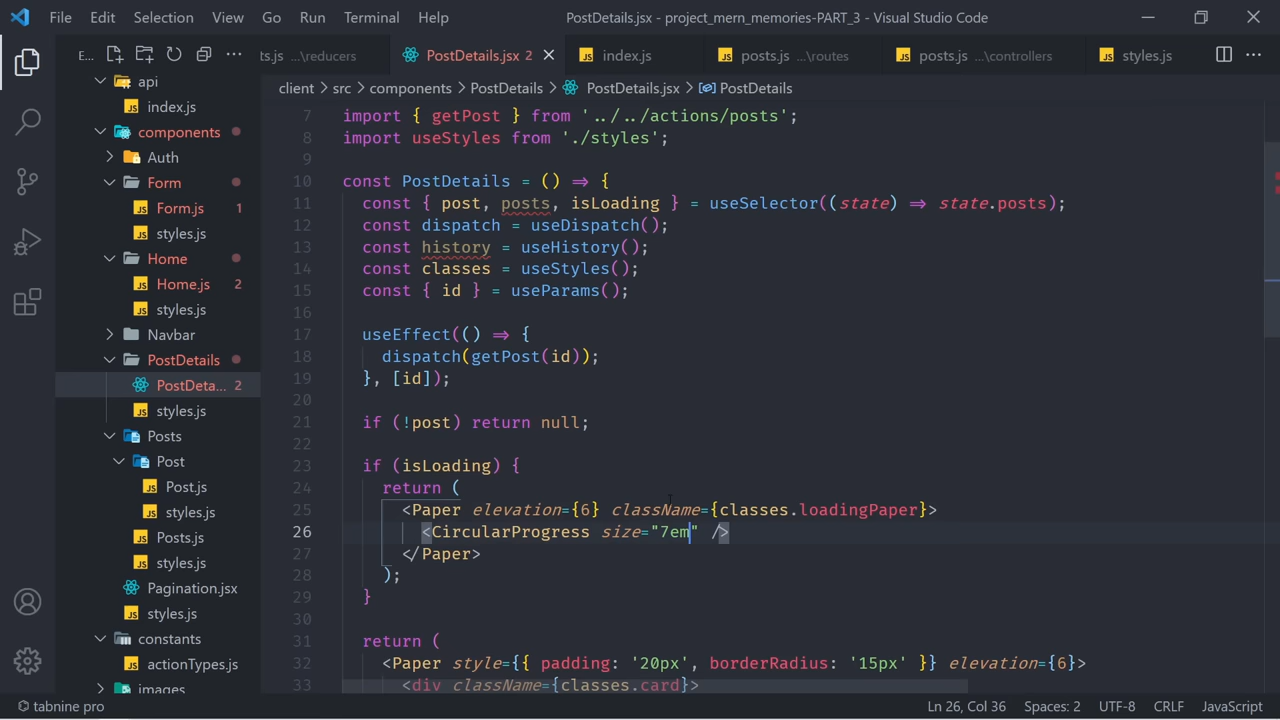 File Edit Selection View Go Run Terminal Help PostDetails.jsx - project_mern_memories-PART_3 - Visual Studio Code
E... ts.js ...\reducers PostDetails.jsx 2 index.js posts.js ...\routes posts.js ...\controllers styles.js
client > src > components > PostDetails > PostDetails.jsx > PostDetails
api
index.js
components
Auth
Form
Form.js 1
styles.js
Home
Home.js 2
styles.js
Navbar
PostDetails
PostDeta... 2
styles.js
Posts
Post
Post.js
styles.js
Posts.js
styles.js
Pagination.jsx
styles.js
constants
actionTypes.js
images
7 import { getPost } from '../../actions/posts';
8 import useStyles from './styles';
9
10 const PostDetails = () => {
11 const { post, posts, isLoading } = useSelector((state) => state.posts);
12 const dispatch = useDispatch();
13 const history = useHistory();
14 const classes = useStyles();
15 const { id } = useParams();
16
17 useEffect(() => {
18 dispatch(getPost(id));
19 }, [id]);
20
21 if (!post) return null;
22
23 if (isLoading) {
24 return (
25 <Paper elevation={6} className={classes.loadingPaper}>
26 <CircularProgress size="7em" />
27 </Paper>
28 );
29 }
30
31 return (
32 <Paper style={{ padding: '20px', borderRadius: '15px' }} elevation={6}>
33 <div className={classes.card}>
tabnine pro Ln 26, Col 36 Spaces: 2 UTF-8 CRLF JavaScript